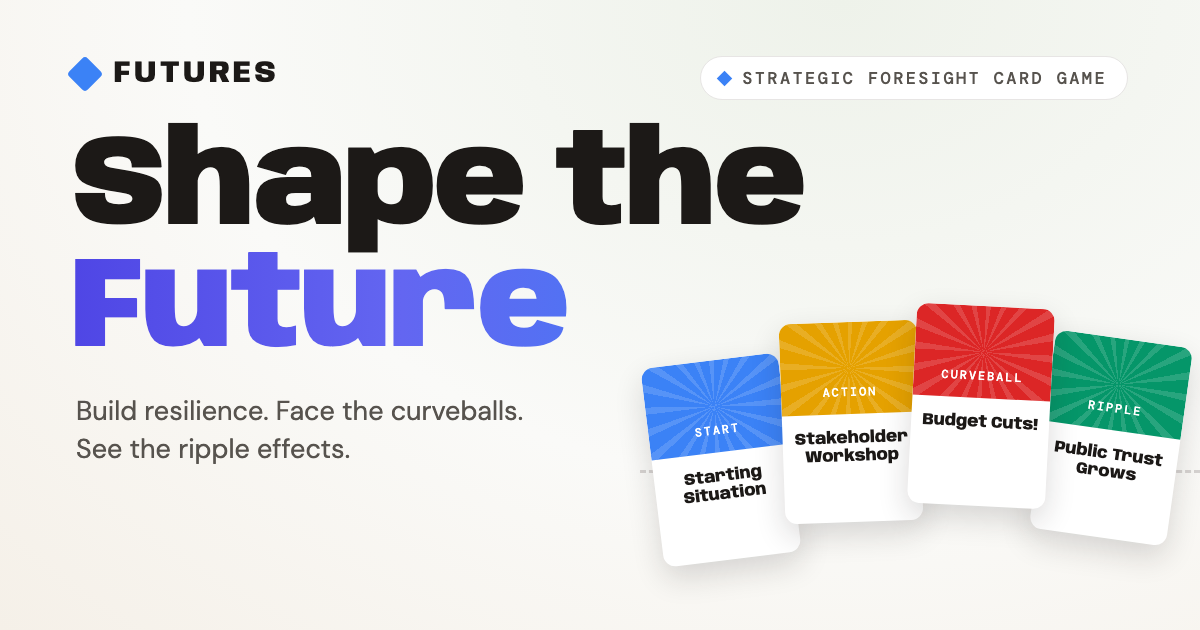 FUTURES
STRATEGIC FORESIGHT CARD GAME
Shape the
Future
Build resilience. Face the curveballs.
See the ripple effects.
START
Starting
situation
ACTION
Stakeholder
Workshop
CURVEBALL
Budget Cuts!
RIPPLE
Public Trust
Grows